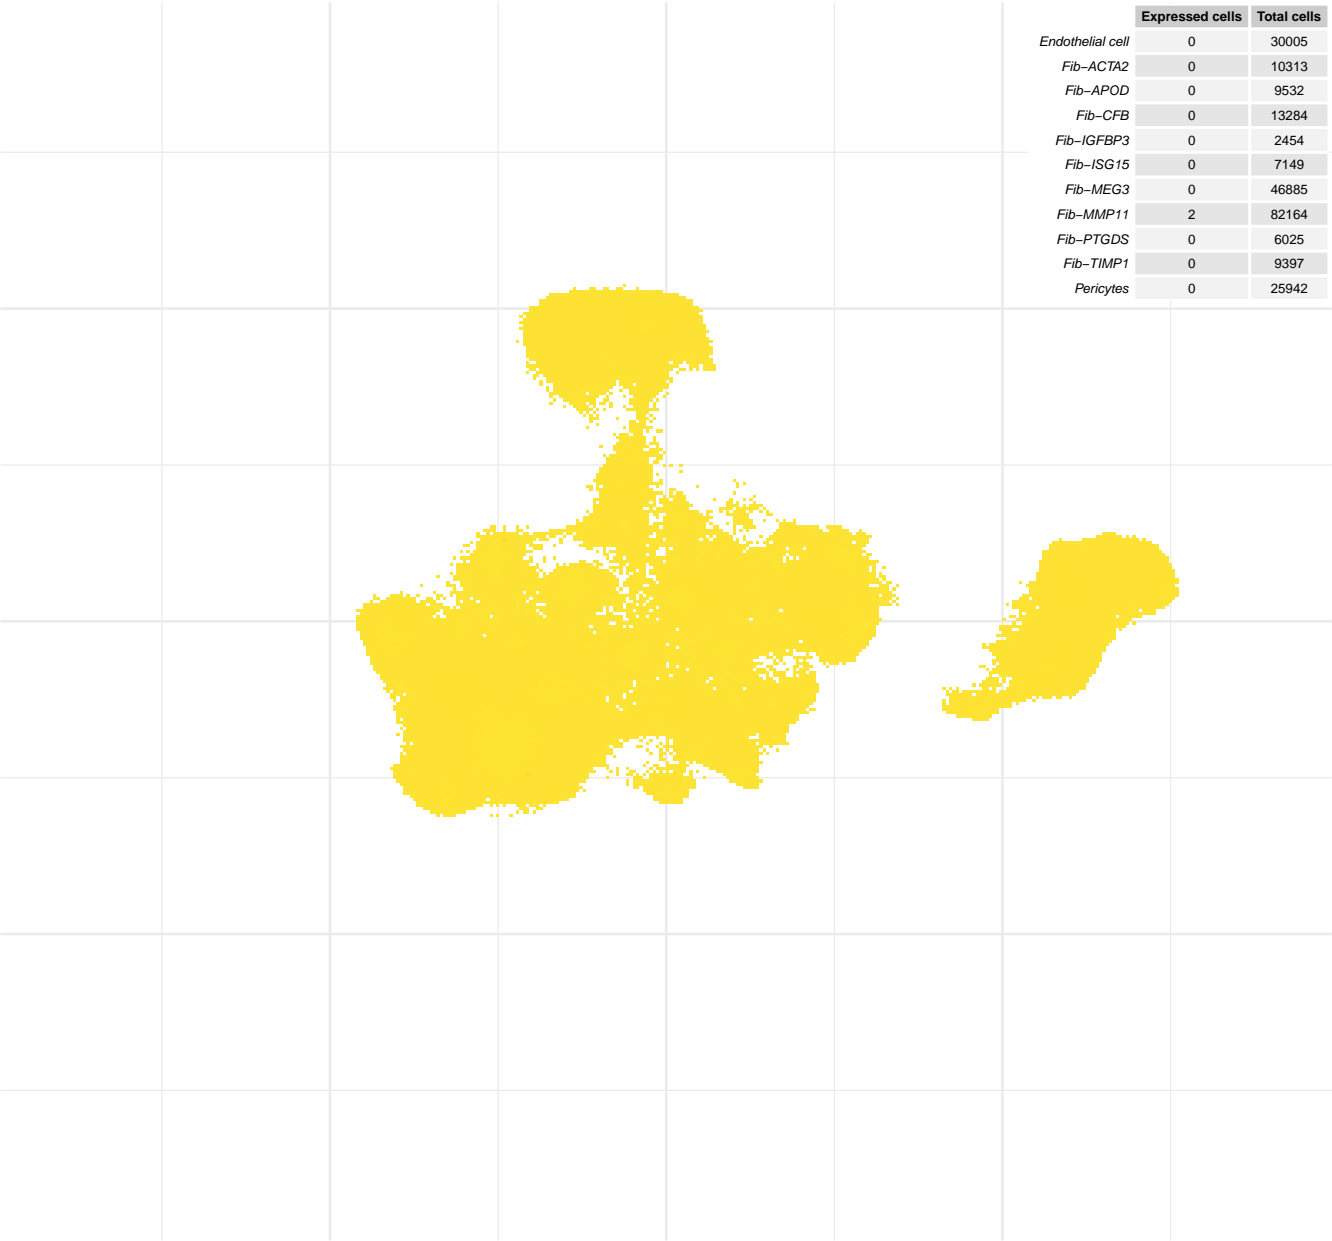 Expressed cells Total cells
Endothelial cell 0 30005
Fib−ACTA2 0 10313
Fib−APOD 0 9532
Fib−CFB 0 13284
Fib−IGFBP3 0 2454
Fib−ISG15 0 7149
Fib−MEG3 0 46885
Fib−MMP11 2 82164
Fib−PTGDS 0 6025
Fib−TIMP1 0 9397
Pericytes 0 25942